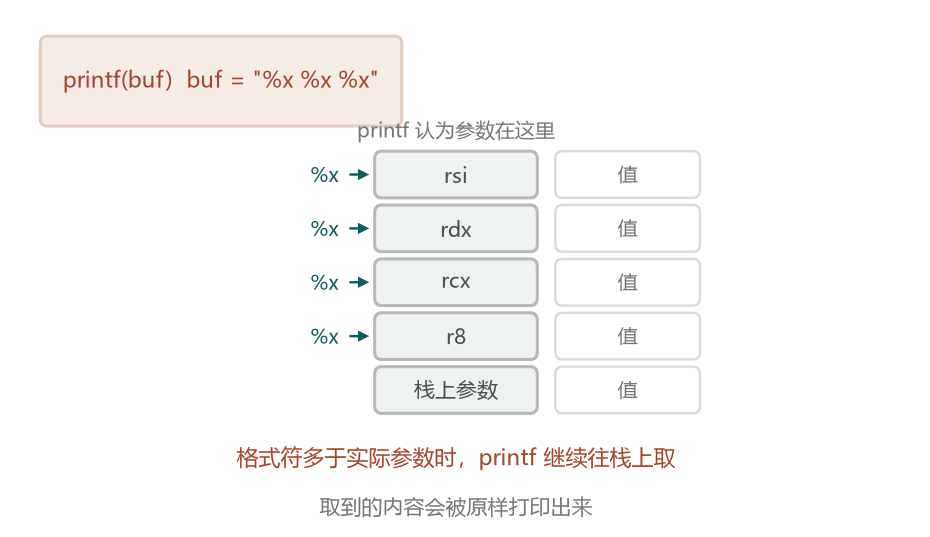 printf(buf)  buf = "%x %x %x"
printf 认为参数在这里
%x → rsi 值
%x → rdx 值
%x → rcx 值
%x → r8 值
栈上参数 值
格式符多于实际参数时，printf 继续往栈上取
取到的内容会被原样打印出来